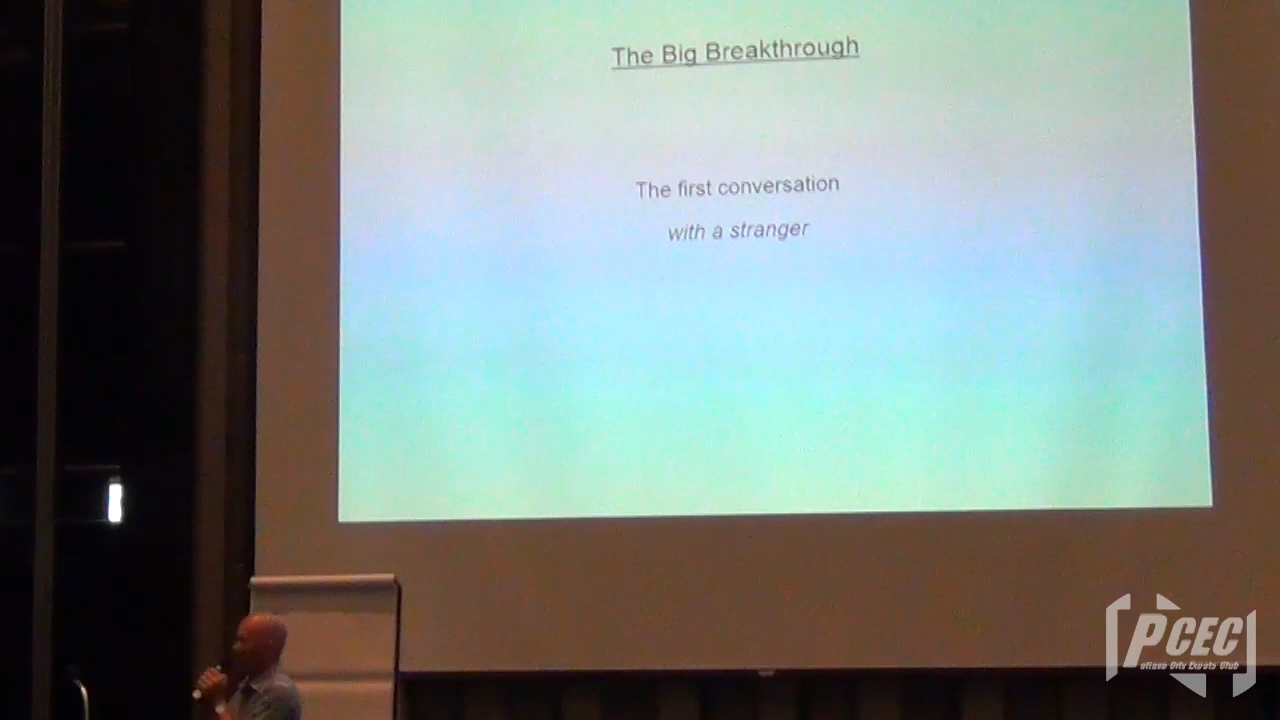 The Big Breakthrough
The first conversation
with a stranger
PCEC